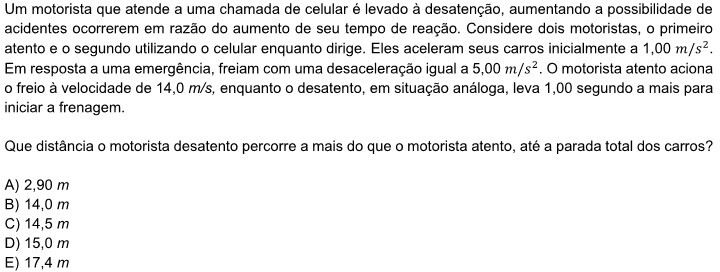 Um motorista que atende a uma chamada de celular é levado à desatenção, aumentando a possibilidade de
acidentes ocorrerem em razão do aumento de seu tempo de reação. Considere dois motoristas, o primeiro
atento e o segundo utilizando o celular enquanto dirige. Eles aceleram seus carros inicialmente a 1,00 m/s².
Em resposta a uma emergência, freiam com uma desaceleração igual a 5,00 m/s². O motorista atento aciona
o freio à velocidade de 14,0 m/s, enquanto o desatento, em situação análoga, leva 1,00 segundo a mais para
iniciar a frenagem.
Que distância o motorista desatento percorre a mais do que o motorista atento, até a parada total dos carros?
A) 2,90 m
B) 14,0 m
C) 14,5 m
D) 15,0 m
E) 17,4 m